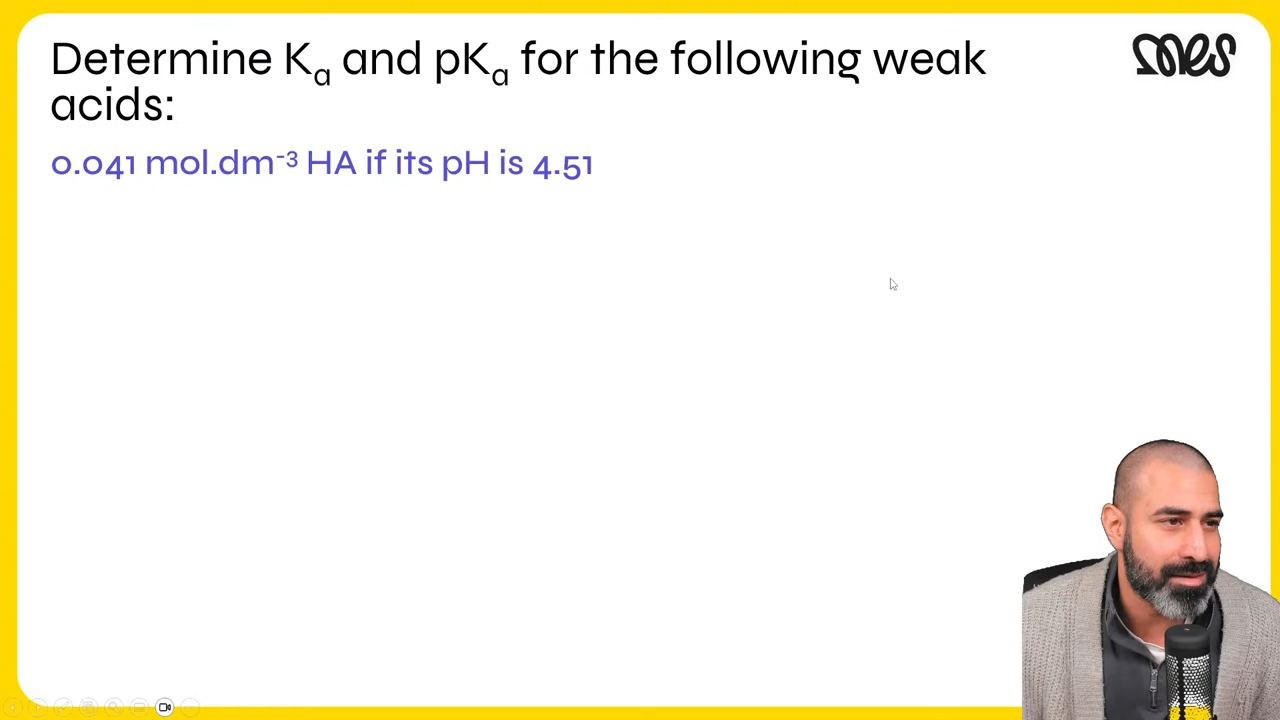 Determine Kₐ and pKₐ for the following weak
acids:
0.041 mol.dm⁻³ HA if its pH is 4.51